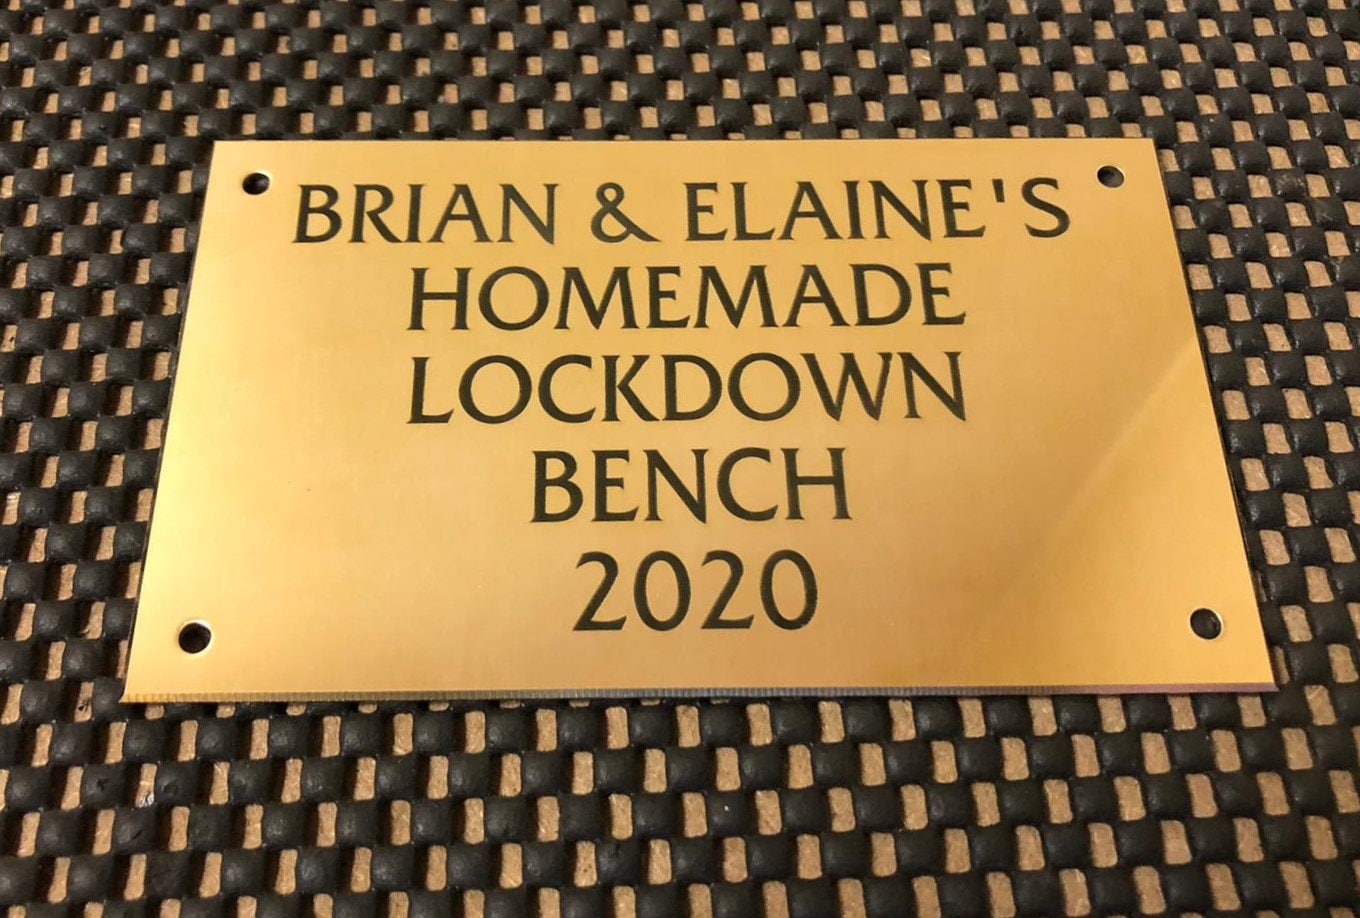 BRIAN & ELAINE'S
HOMEMADE
LOCKDOWN
BENCH
2020